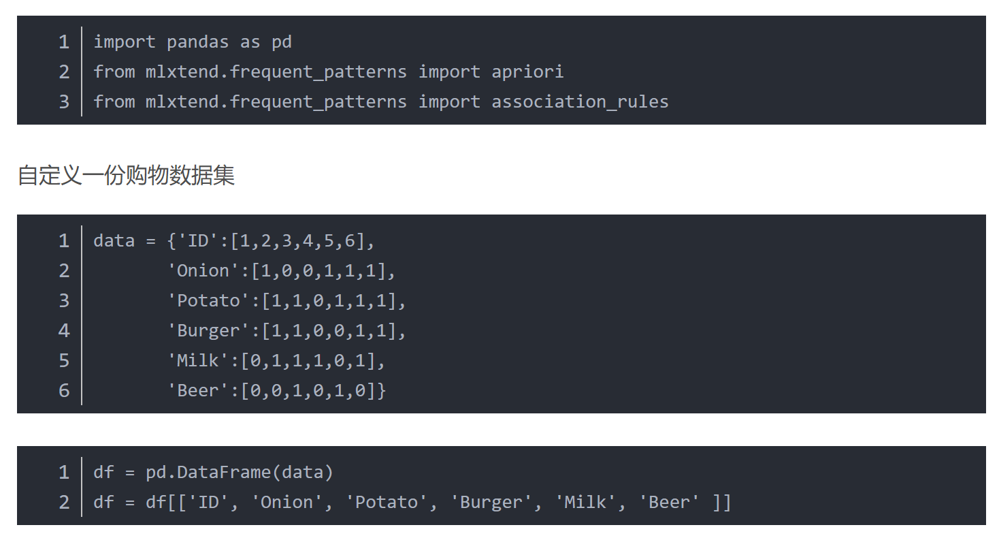 1 import pandas as pd
2 from mlxtend.frequent_patterns import apriori
3 from mlxtend.frequent_patterns import association_rules
自定义一份购物数据集
1 data = {'ID':[1,2,3,4,5,6],
2        'Onion':[1,0,0,1,1,1],
3        'Potato':[1,1,0,1,1,1],
4        'Burger':[1,1,0,0,1,1],
5        'Milk':[0,1,1,1,0,1],
6        'Beer':[0,0,1,0,1,0]}
1 df = pd.DataFrame(data)
2 df = df[['ID', 'Onion', 'Potato', 'Burger', 'Milk', 'Beer' ]]